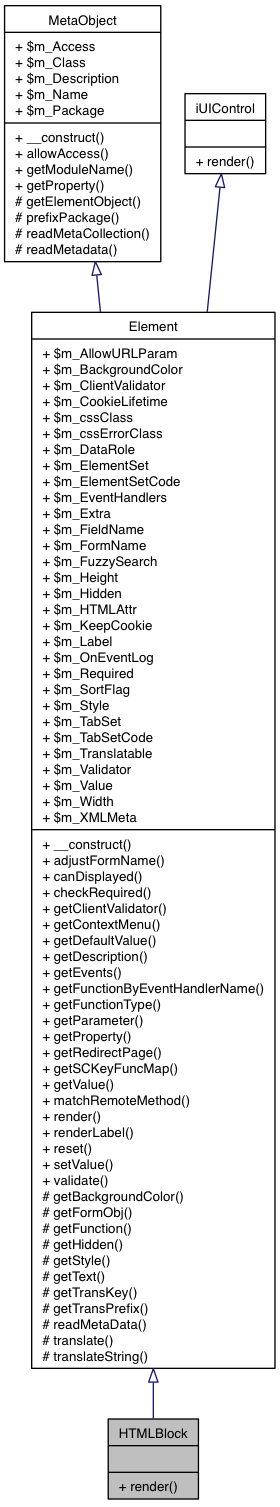 MetaObject
+ $m_Access
+ $m_Class
+ $m_Description
+ $m_Name
+ $m_Package
+ __construct()
+ allowAccess()
+ getModuleName()
+ getProperty()
# getElementObject()
# prefixPackage()
# readMetaCollection()
# readMetadata()
iUIControl
+ render()
Element
+ $m_AllowURLParam
+ $m_BackgroundColor
+ $m_ClientValidator
+ $m_CookieLifetime
+ $m_cssClass
+ $m_cssErrorClass
+ $m_DataRole
+ $m_ElementSet
+ $m_ElementSetCode
+ $m_EventHandlers
+ $m_Extra
+ $m_FieldName
+ $m_FormName
+ $m_FuzzySearch
+ $m_Height
+ $m_Hidden
+ $m_HTMLAttr
+ $m_KeepCookie
+ $m_Label
+ $m_OnEventLog
+ $m_Required
+ $m_SortFlag
+ $m_Style
+ $m_TabSet
+ $m_TabSetCode
+ $m_Translatable
+ $m_Validator
+ $m_Value
+ $m_Width
+ $m_XMLMeta
+ __construct()
+ adjustFormName()
+ canDisplayed()
+ checkRequired()
+ getClientValidator()
+ getContextMenu()
+ getDefaultValue()
+ getDescription()
+ getEvents()
+ getFunctionByEventHandlerName()
+ getFunctionType()
+ getParameter()
+ getProperty()
+ getRedirectPage()
+ getSCKeyFuncMap()
+ getValue()
+ matchRemoteMethod()
+ render()
+ renderLabel()
+ reset()
+ setValue()
+ validate()
# getBackgroundColor()
# getFormObj()
# getFunction()
# getHidden()
# getStyle()
# getText()
# getTransKey()
# getTransPrefix()
# readMetaData()
# translate()
# translateString()
HTMLBlock
+ render()